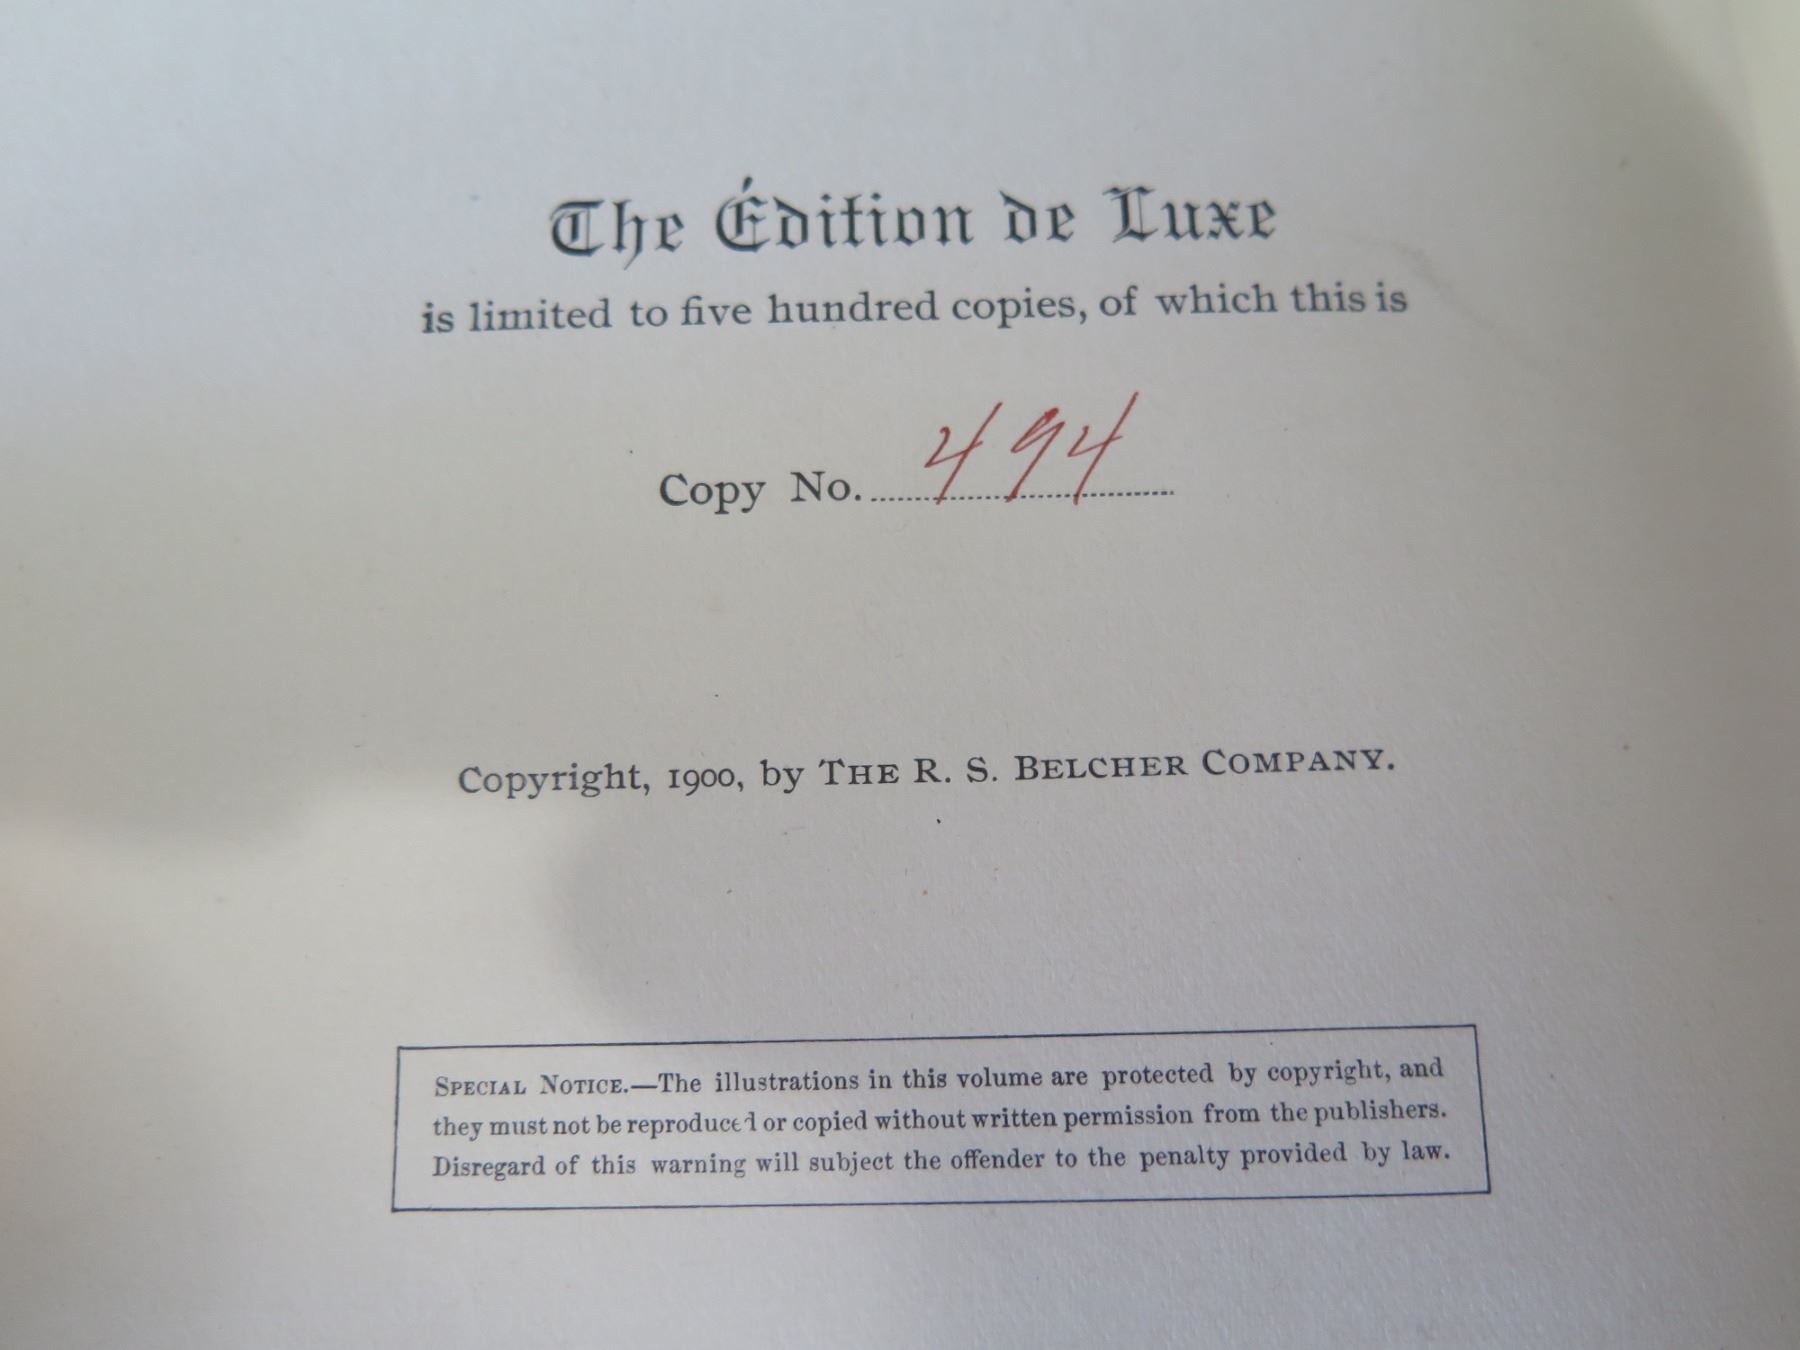 The Édition de Luxe
is limited to five hundred copies, of which this is
Copy No. 494
Copyright, 1900, by THE R. S. BELCHER COMPANY.
SPECIAL NOTICE.—The illustrations in this volume are protected by copyright, and
they must not be reproduced or copied without written permission from the publishers.
Disregard of this warning will subject the offender to the penalty provided by law.